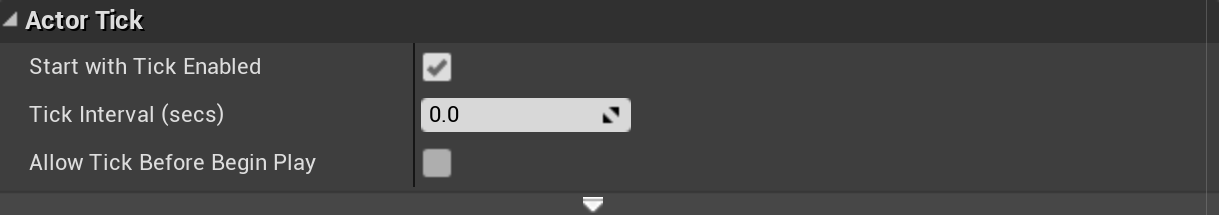 Actor Tick
Start with Tick Enabled
Tick Interval (secs) 0.0
Allow Tick Before Begin Play